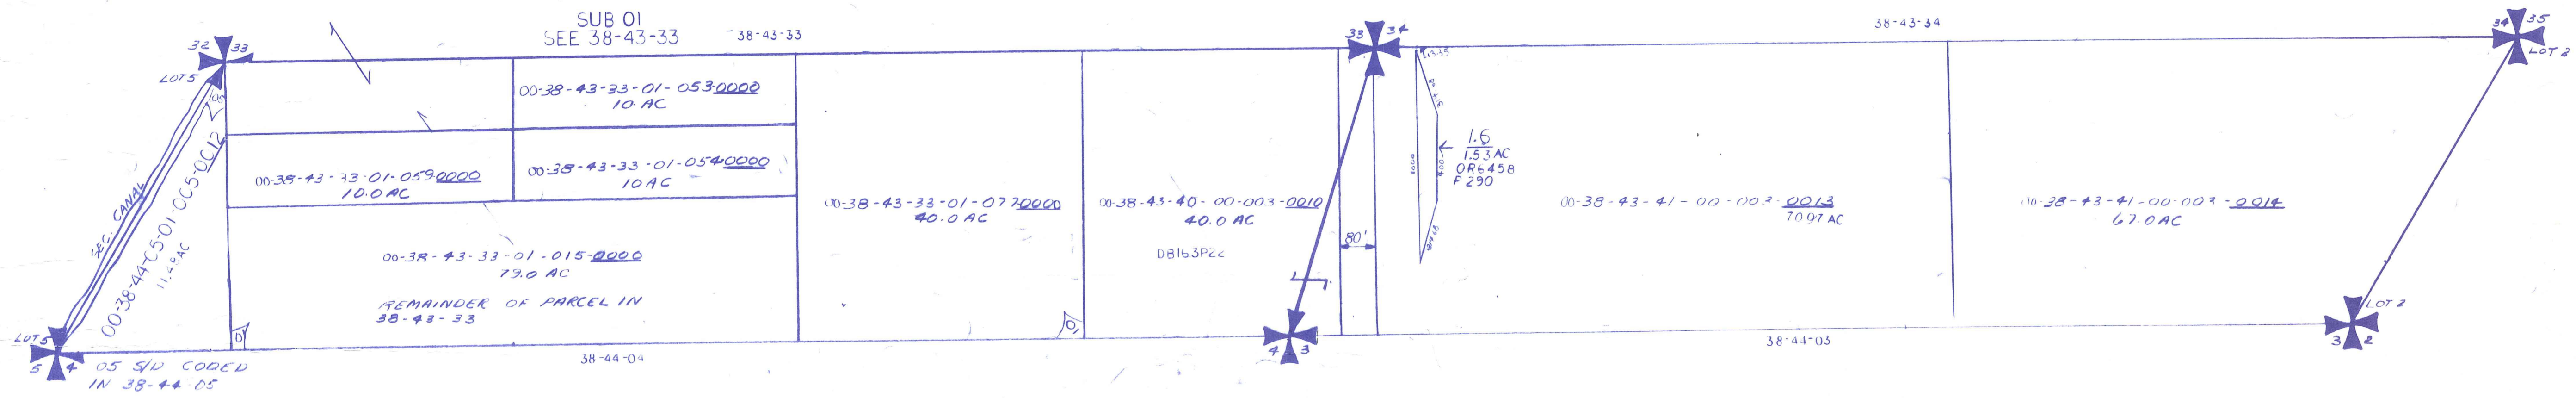 SUB 01
SEE 38-43-33
38-43-33
38-43-34
32 33
LOT 5
33 34
34 35
LOT 2
00-38-43-33-01-053-0000
10 AC
00-38-43-33-01-059-0000
10.0 AC
00-38-43-33-01-054-0000
10 AC
SEC. CANAL
05
00-38-44-05-01-005-0012
00-38-43-33-01-015-0000
79.0 AC
REMAINDER OF PARCEL IN
38-43-33
01
00-38-43-33-01-077-0000
40.0 AC
01
00-38-43-40-00-003-0010
40.0 AC
DB163P22
80'
1.6
1.53 AC
OR6458
P 290
00-38-43-41-00-002-0013
70.97 AC
00-38-43-41-00-002-0014
67.0 AC
LOT 5
5 4
05 S/D CODED
IN 38-44-05
38-44-04
4 3
38-44-03
LOT 2
3 2